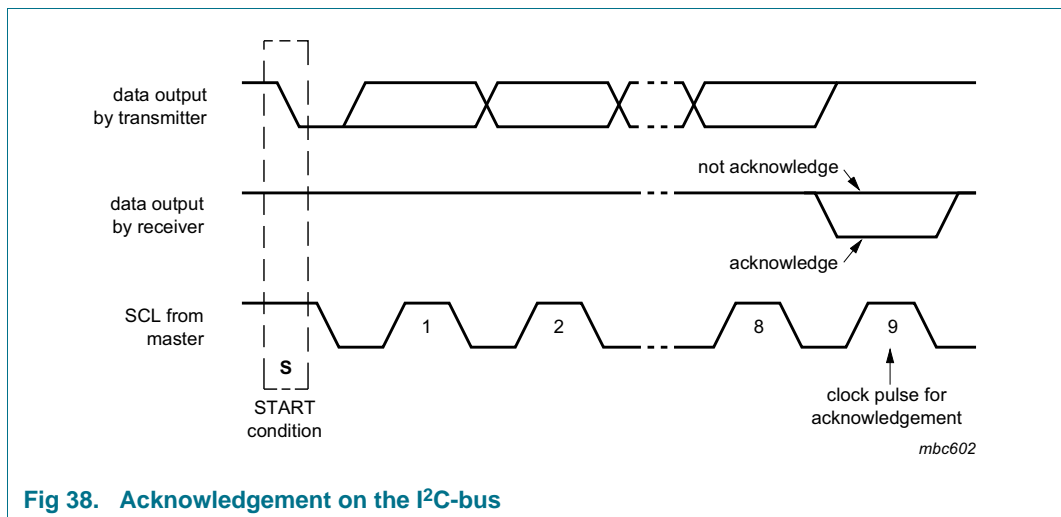 data output
by transmitter
not acknowledge
data output
by receiver
acknowledge
SCL from
master
1
2
8
9
S
START
condition
clock pulse for
acknowledgement
mbc602
Fig 38. Acknowledgement on the I²C-bus